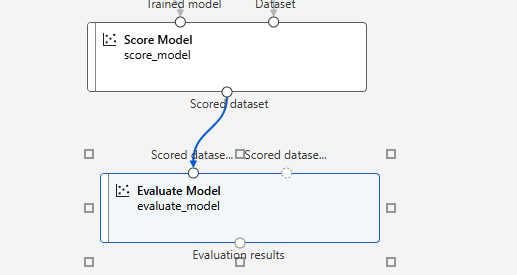 Trained model Dataset
Score Model
score_model
Scored dataset
Scored datase... Scored datase...
Evaluate Model
evaluate_model
Evaluation results